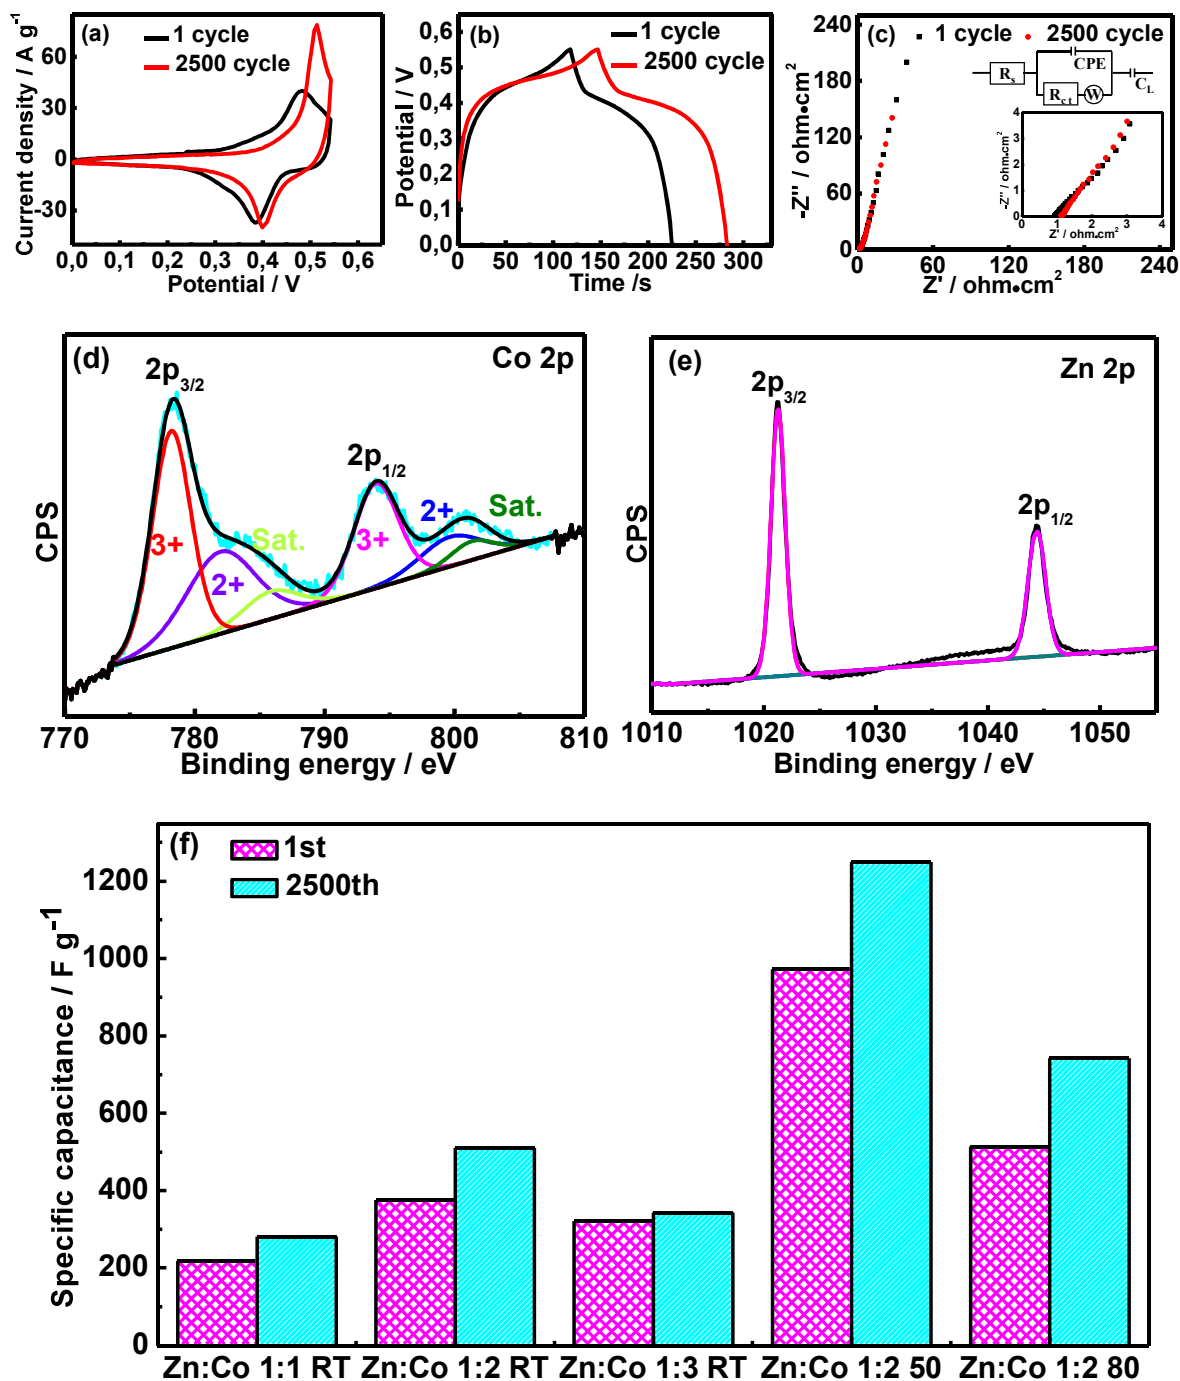 (a)
1 cycle
2500 cycle
Current density / A g⁻¹
60
30
0
-30
0,0 0,1 0,2 0,3 0,4 0,5 0,6
Potential / V
(b)
1 cycle
2500 cycle
Potential / V
0,6
0,5
0,4
0,3
0,2
0,1
0,0
0 50 100 150 200 250 300
Time /s
(c)
1 cycle 2500 cycle
-Z'' / ohm•cm²
240
180
120
60
0
0 60 120 180 240
Z' / ohm•cm²
Rs
CPE
Rct
W
CL
-Z'' / ohm.cm²
4
3
2
1
0
0 1 2 3 4
Z' / ohm.cm²
(d)
Co 2p
2p3/2
2p1/2
3+
2+
Sat.
3+
2+
Sat.
CPS
770 780 790 800 810
Binding energy / eV
(e)
Zn 2p
2p3/2
2p1/2
CPS
1010 1020 1030 1040 1050
Binding energy / eV
(f)
1st
2500th
Specific capacitance / F g⁻¹
1200
1000
800
600
400
200
0
Zn:Co 1:1 RT Zn:Co 1:2 RT Zn:Co 1:3 RT Zn:Co 1:2 50 Zn:Co 1:2 80